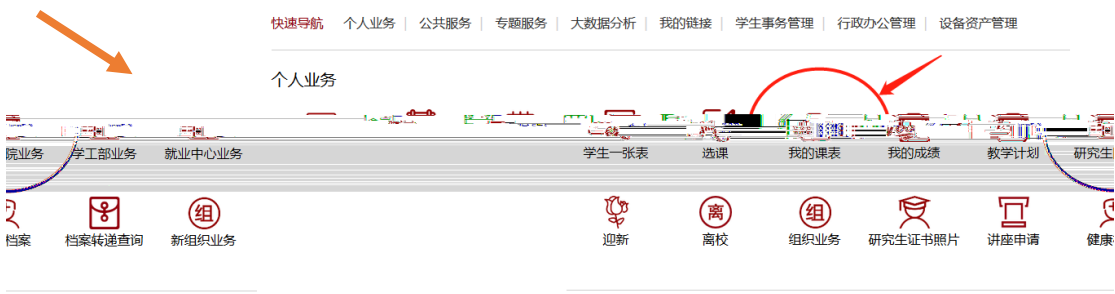 快速导航 个人业务 | 公共服务 | 专题服务 | 大数据分析 | 我的链接 | 学生事务管理 | 行政办公管理 | 设备资产管理
个人业务
院业务 学工部业务 就业中心业务 学生一张表 选课 我的课表 我的成绩 教学计划 研究生
组 离 组
档案 档案转递查询 新组织业务 迎新 离校 组织业务 研究生证书照片 讲座申请 健康